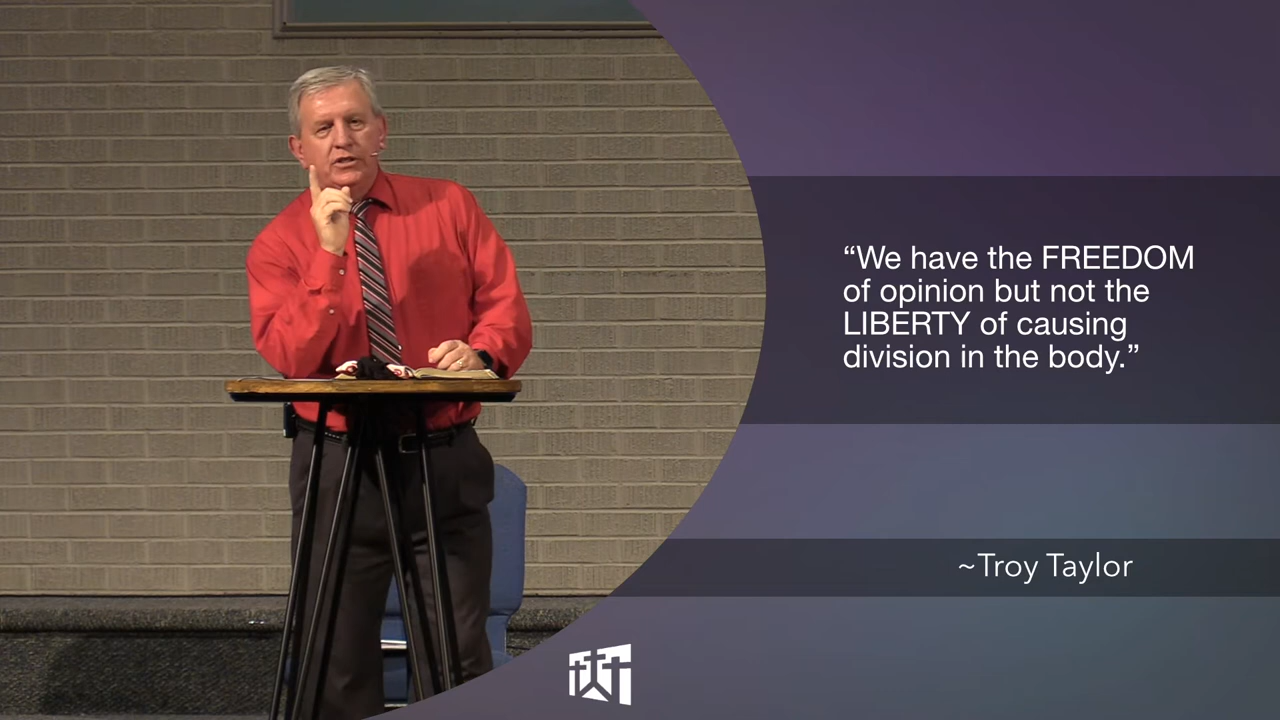 “We have the FREEDOM
of opinion but not the
LIBERTY of causing
division in the body.”
~Troy Taylor